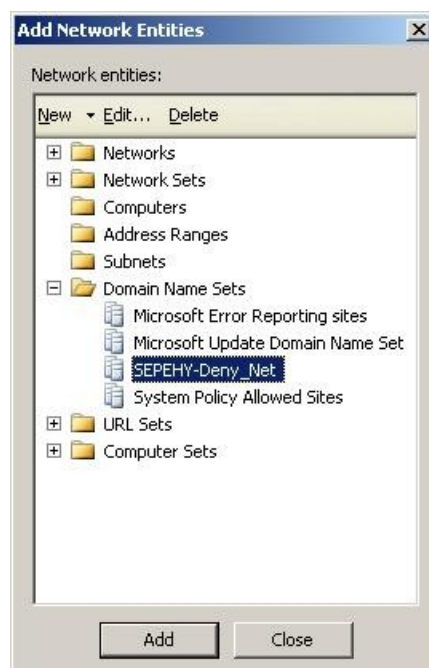 Add Network Entities
Network entities:
New Edit... Delete
Networks
Network Sets
Computers
Address Ranges
Subnets
Domain Name Sets
Microsoft Error Reporting sites
Microsoft Update Domain Name Set
SEPEHY-Deny_Net
System Policy Allowed Sites
URL Sets
Computer Sets
Add Close